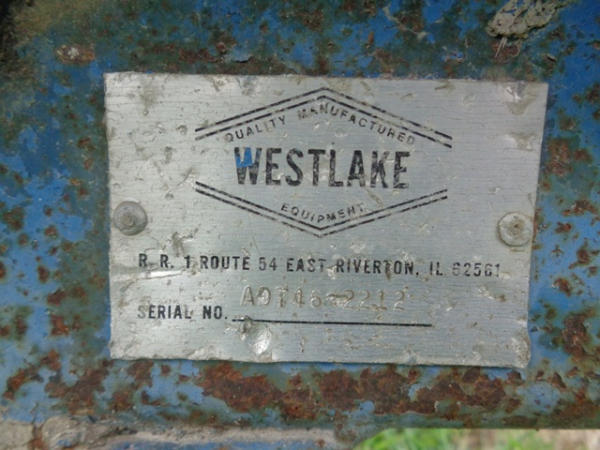 QUALITY MANUFACTURED
WESTLAKE
EQUIPMENT
R. R. 1 ROUTE 54 EAST RIVERTON, IL 62561
SERIAL NO.